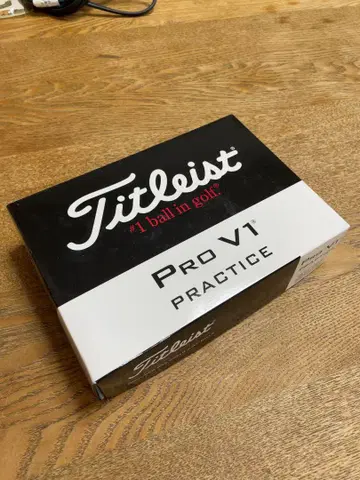 Titleist®
#1 ball in golf.®
PRO V1®
PRACTICE
Titleist